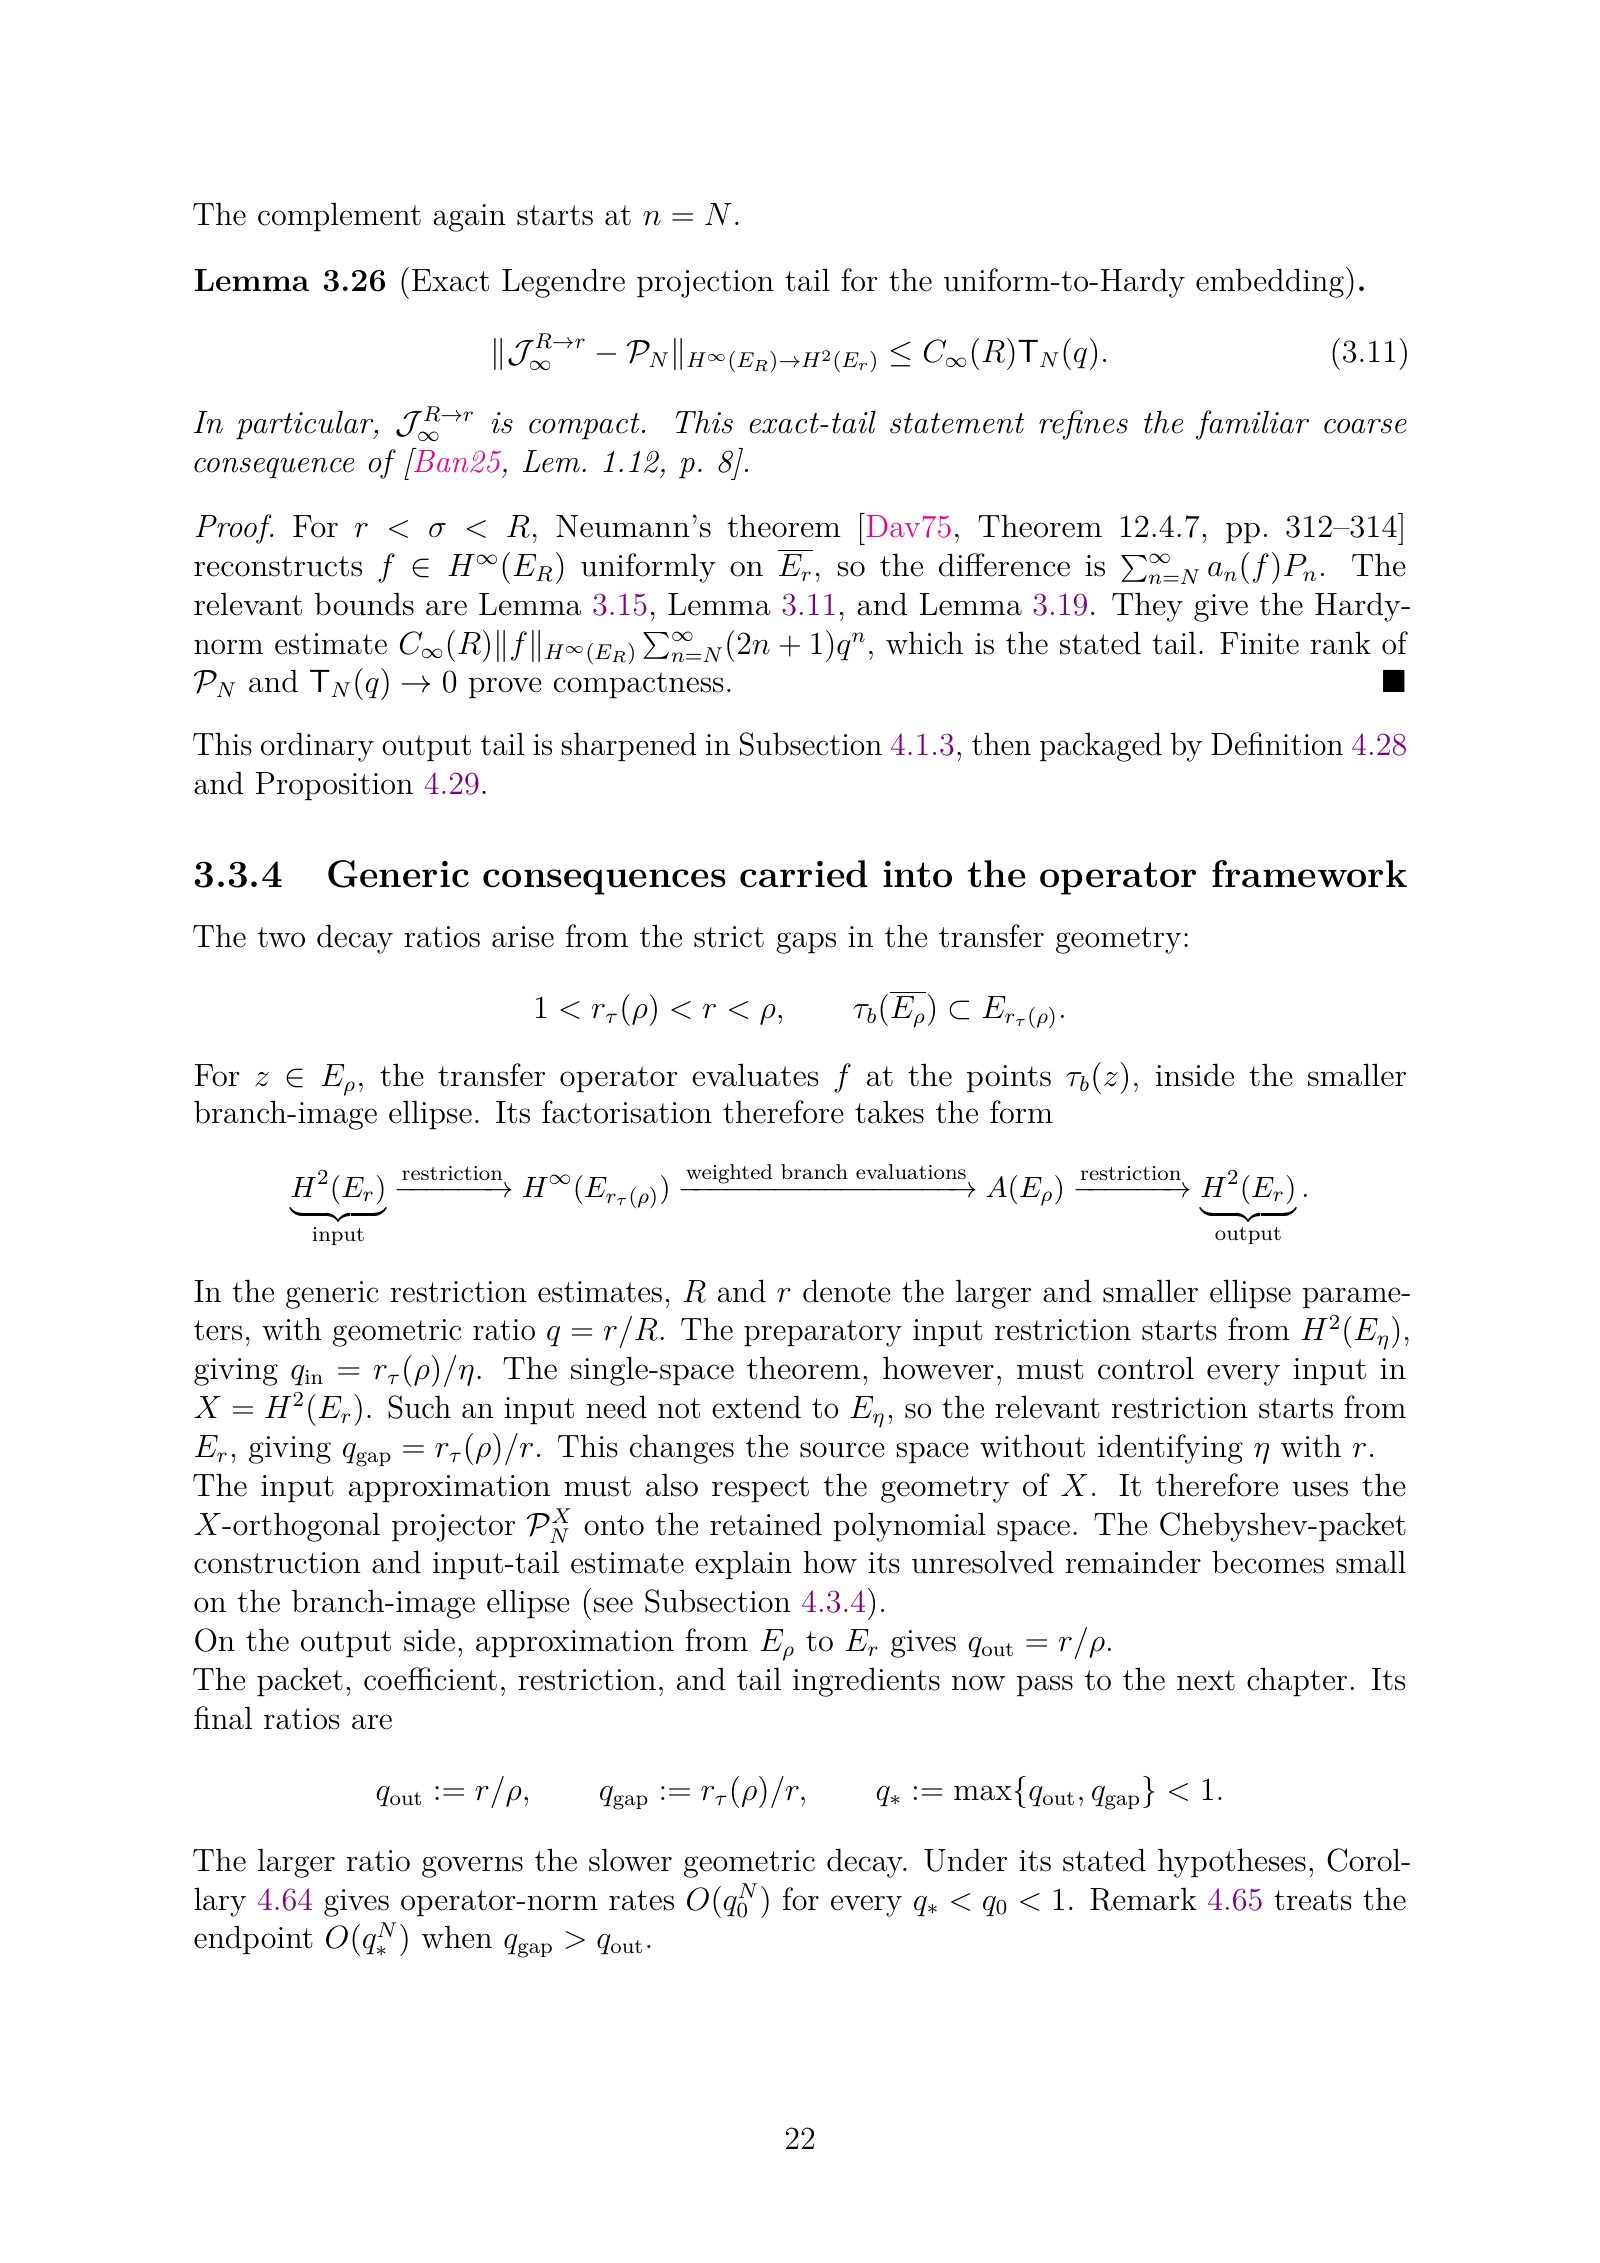 The complement again starts at n = N.
Lemma 3.26 (Exact Legendre projection tail for the uniform-to-Hardy embedding).
∥𝒥_∞^{R→r} − 𝒫_N∥_{H^∞(E_R)→H^2(E_r)} ≤ C_∞(R)T_N(q). (3.11)
In particular, 𝒥_∞^{R→r} is compact. This exact-tail statement refines the familiar coarse
consequence of [Ban25, Lem. 1.12, p. 8].
Proof. For r < σ < R, Neumann's theorem [Dav75, Theorem 12.4.7, pp. 312–314]
reconstructs f ∈ H^∞(E_R) uniformly on \overline{E_r}, so the difference is ∑_{n=N}^∞ a_n(f)P_n. The
relevant bounds are Lemma 3.15, Lemma 3.11, and Lemma 3.19. They give the Hardy-
norm estimate C_∞(R)∥f∥_{H^∞(E_R)} ∑_{n=N}^∞ (2n + 1)q^n, which is the stated tail. Finite rank of
𝒫_N and T_N(q) → 0 prove compactness. ■
This ordinary output tail is sharpened in Subsection 4.1.3, then packaged by Definition 4.28
and Proposition 4.29.
3.3.4 Generic consequences carried into the operator framework
The two decay ratios arise from the strict gaps in the transfer geometry:
1 < r_τ(ρ) < r < ρ, τ_b(\overline{E_ρ}) ⊂ E_{r_τ(ρ)}.
For z ∈ E_ρ, the transfer operator evaluates f at the points τ_b(z), inside the smaller
branch-image ellipse. Its factorisation therefore takes the form
H^2(E_r) —restriction→ H^∞(E_{r_τ(ρ)}) —weighted branch evaluations→ A(E_ρ) —restriction→ H^2(E_r).
input output
In the generic restriction estimates, R and r denote the larger and smaller ellipse parame-
ters, with geometric ratio q = r/R. The preparatory input restriction starts from H^2(E_η),
giving q_in = r_τ(ρ)/η. The single-space theorem, however, must control every input in
X = H^2(E_r). Such an input need not extend to E_η, so the relevant restriction starts from
E_r, giving q_gap = r_τ(ρ)/r. This changes the source space without identifying η with r.
The input approximation must also respect the geometry of X. It therefore uses the
X-orthogonal projector 𝒫_N^X onto the retained polynomial space. The Chebyshev-packet
construction and input-tail estimate explain how its unresolved remainder becomes small
on the branch-image ellipse (see Subsection 4.3.4).
On the output side, approximation from E_ρ to E_r gives q_out = r/ρ.
The packet, coefficient, restriction, and tail ingredients now pass to the next chapter. Its
final ratios are
q_out := r/ρ, q_gap := r_τ(ρ)/r, q_* := max{q_out, q_gap} < 1.
The larger ratio governs the slower geometric decay. Under its stated hypotheses, Corol-
lary 4.64 gives operator-norm rates O(q_0^N) for every q_* < q_0 < 1. Remark 4.65 treats the
endpoint O(q_*^N) when q_gap > q_out.
22